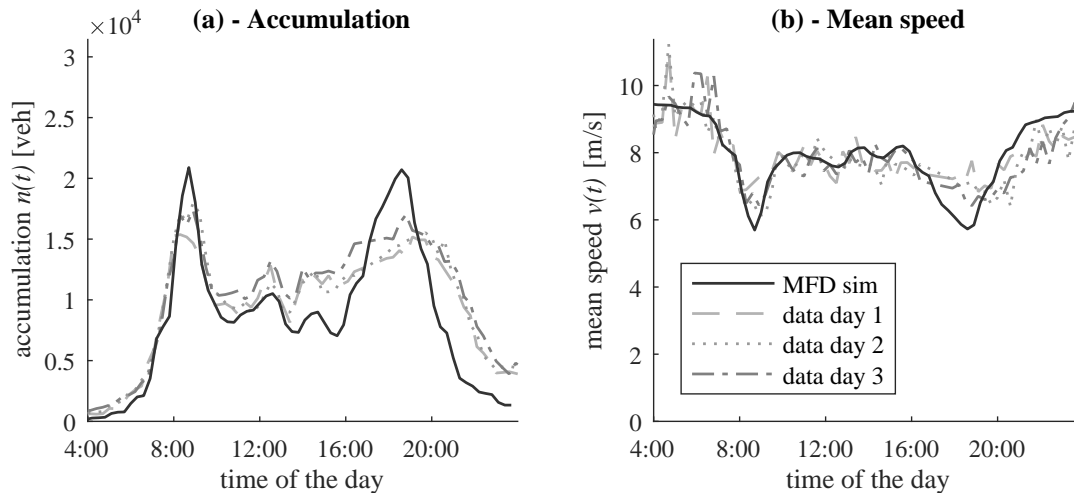 (a) - Accumulation
×10⁴
3
2.5
2
1.5
1
0.5
0
4:00 8:00 12:00 16:00 20:00
time of the day
accumulation n(t) [veh]
(b) - Mean speed
10
8
6
4
2
0
4:00 8:00 12:00 16:00 20:00
time of the day
mean speed v(t) [m/s]
MFD sim
data day 1
data day 2
data day 3